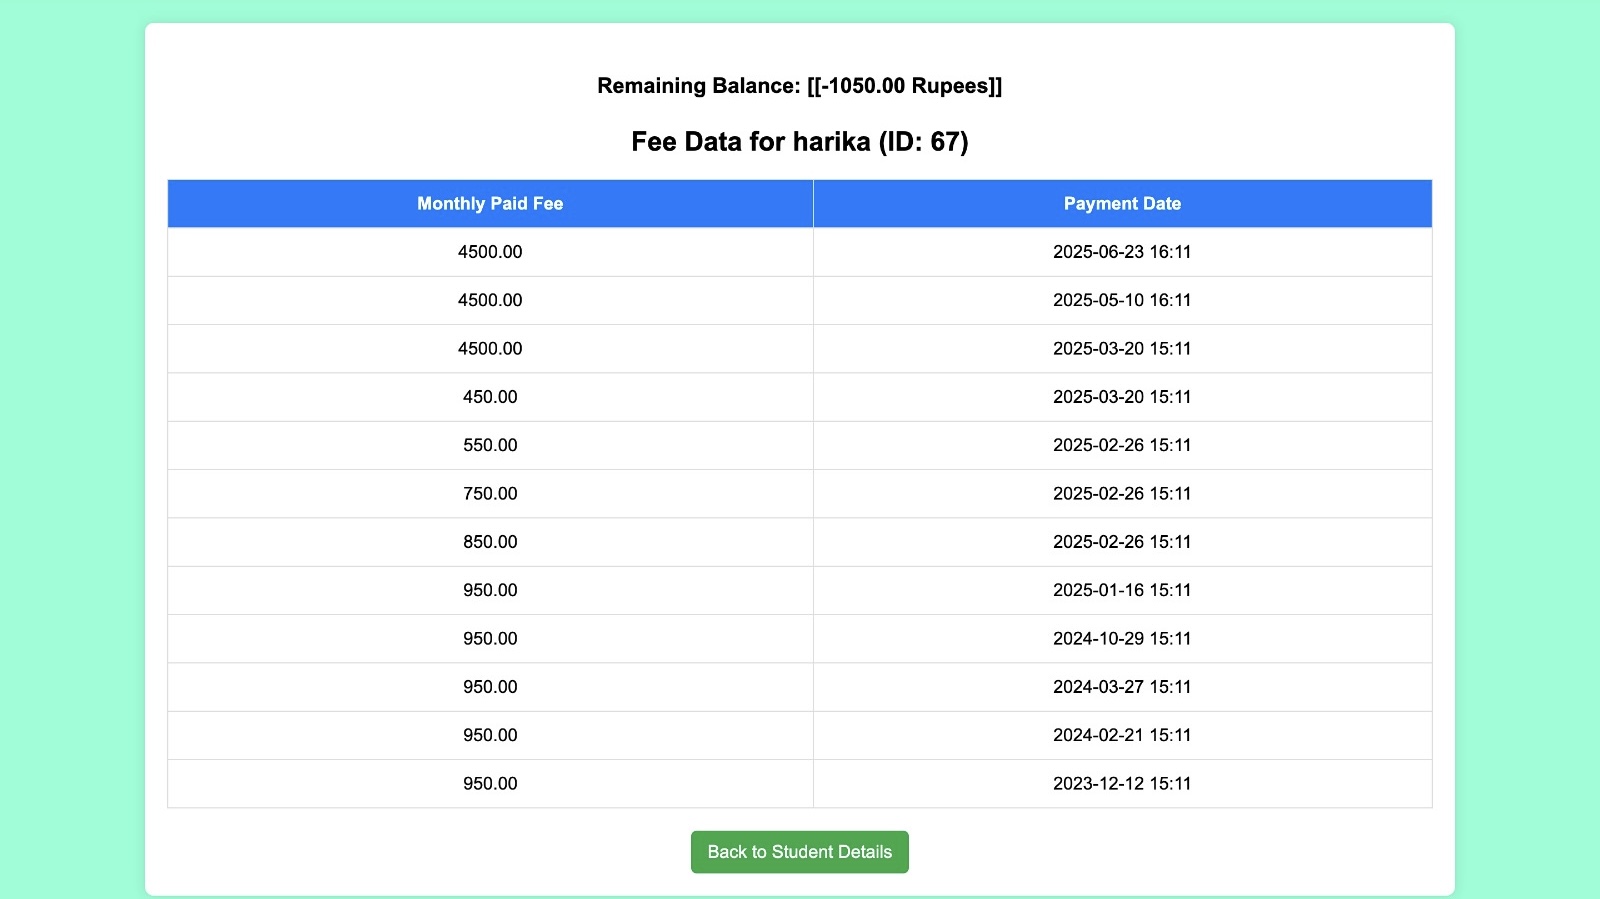 Remaining Balance: [[-1050.00 Rupees]]
Fee Data for harika (ID: 67)
Monthly Paid Fee Payment Date
4500.00 2025-06-23 16:11
4500.00 2025-05-10 16:11
4500.00 2025-03-20 15:11
450.00 2025-03-20 15:11
550.00 2025-02-26 15:11
750.00 2025-02-26 15:11
850.00 2025-02-26 15:11
950.00 2025-01-16 15:11
950.00 2024-10-29 15:11
950.00 2024-03-27 15:11
950.00 2024-02-21 15:11
950.00 2023-12-12 15:11
Back to Student Details